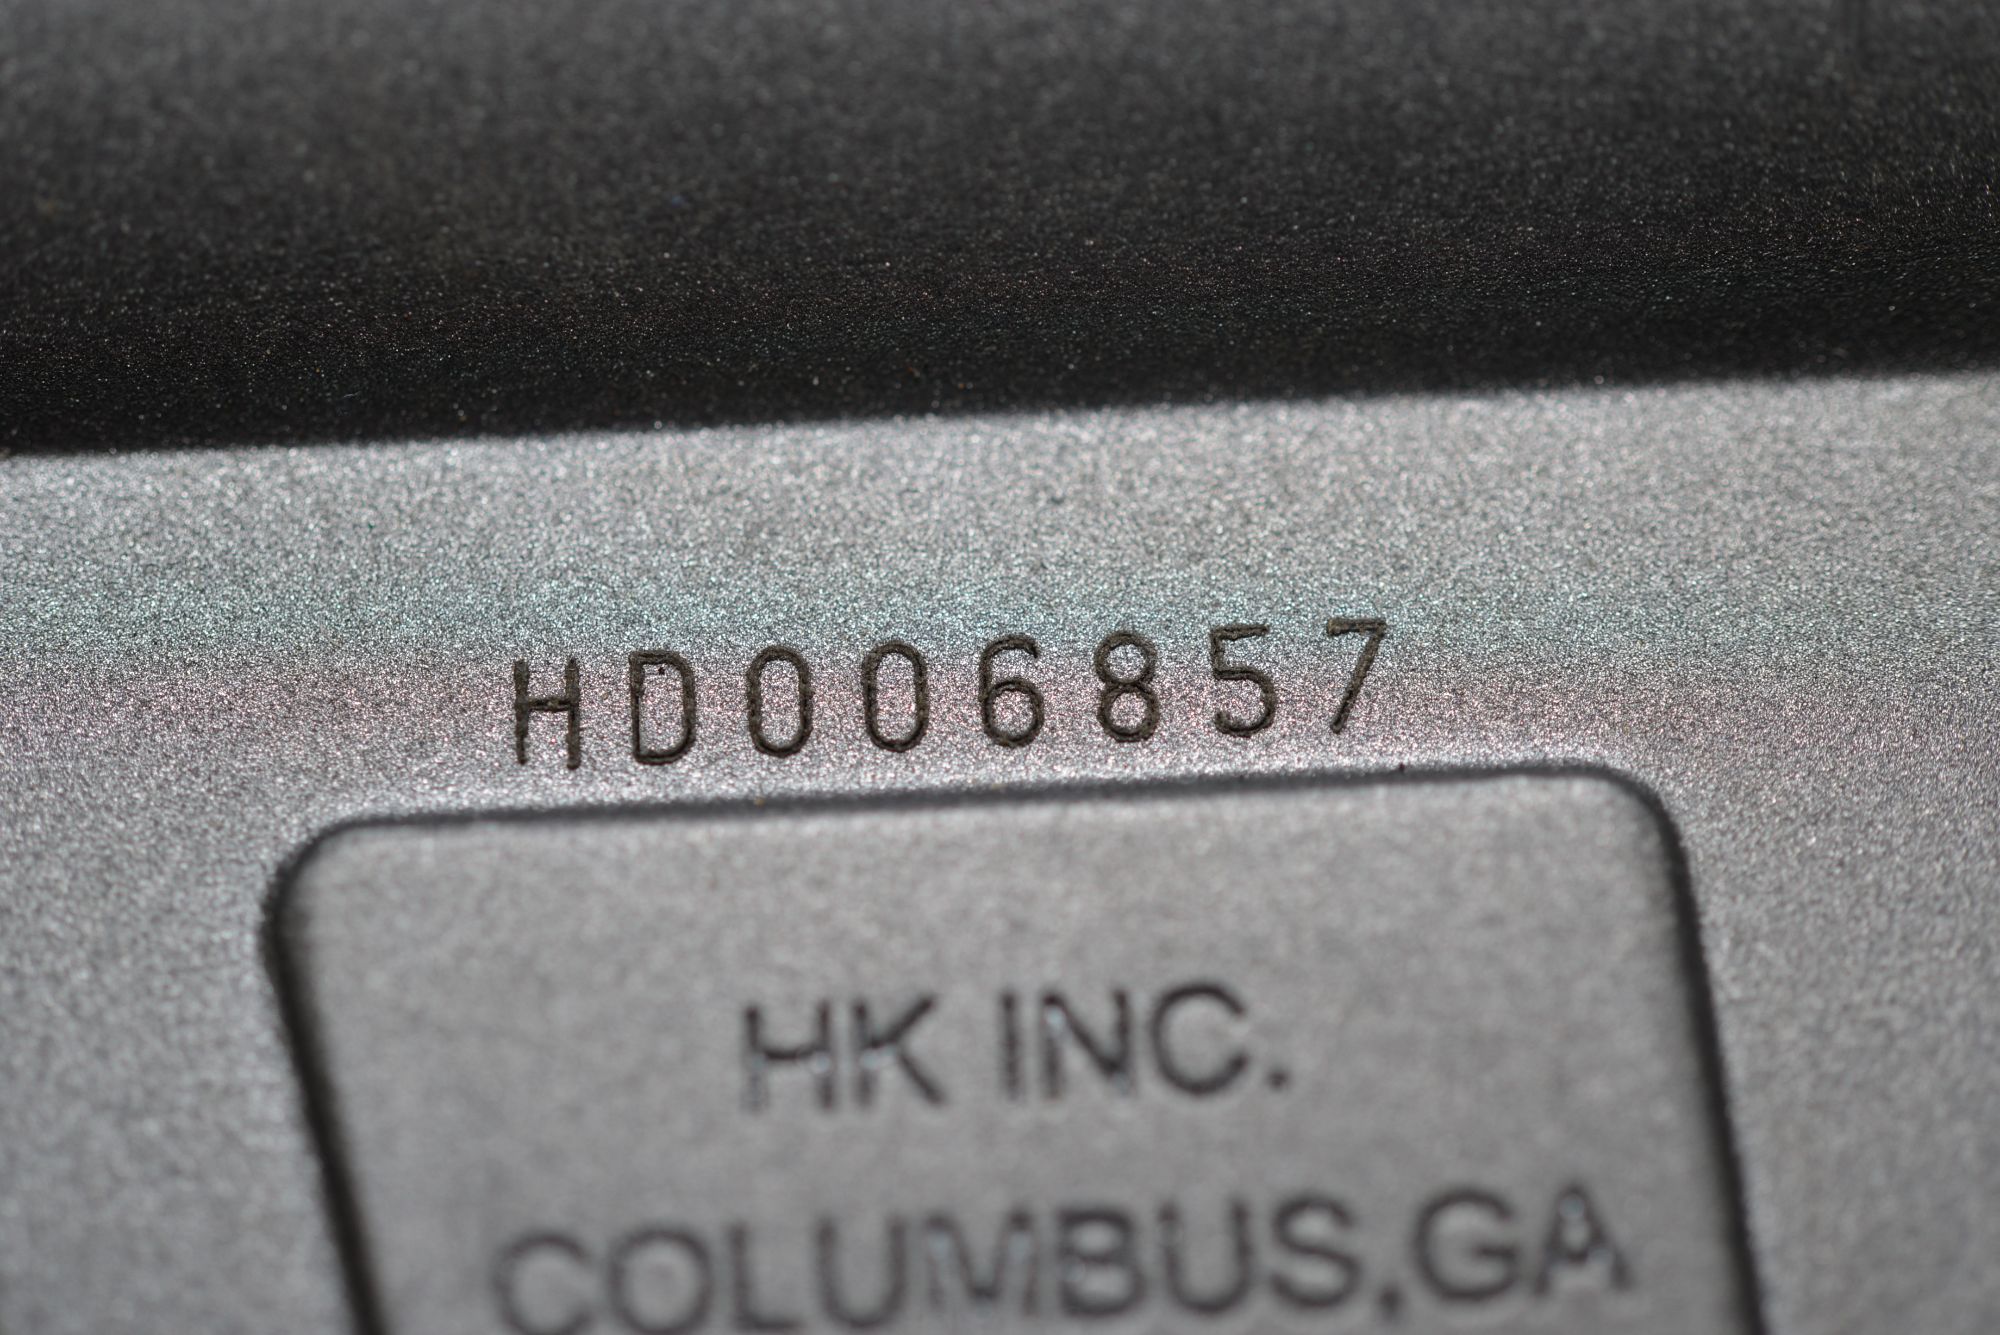 HD006857
HK INC.
COLUMBUS,GA